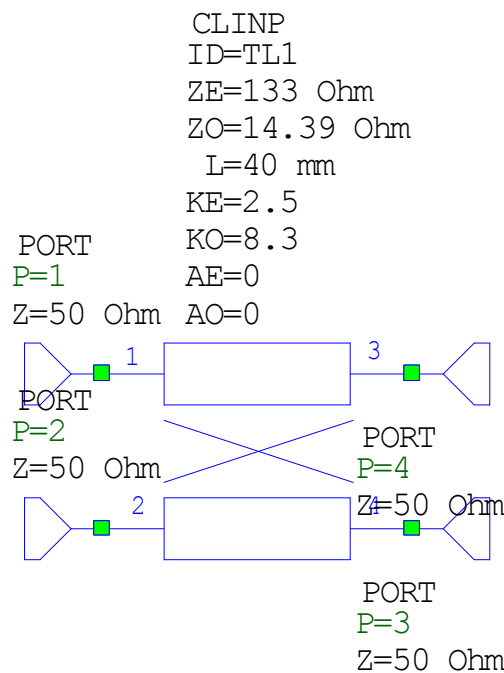 CLINP
ID=TL1
ZE=133 Ohm
ZO=14.39 Ohm
L=40 mm
KE=2.5
KO=8.3
AE=0
AO=0
PORT
P=1
Z=50 Ohm
1
3
PORT
P=2
Z=50 Ohm
PORT
P=4
Z=50 Ohm
2
4
PORT
P=3
Z=50 Ohm